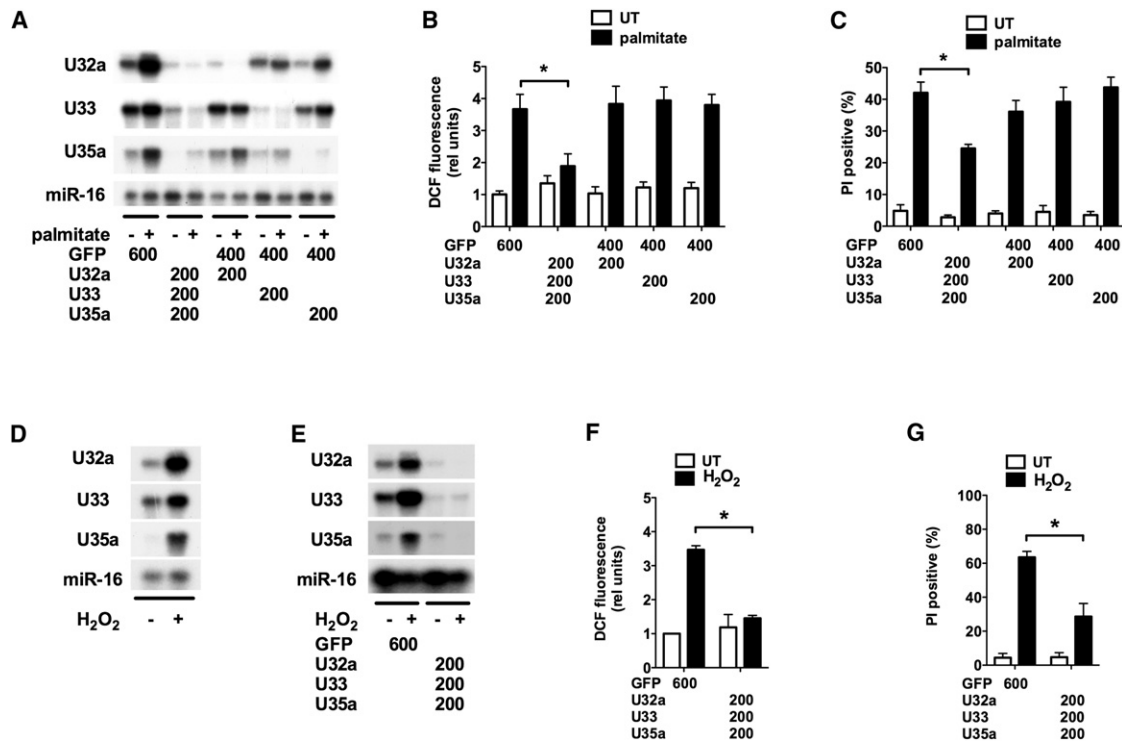 A
U32a
U33
U35a
miR-16
palmitate - + - + - + - + - +
GFP 600 400 400 400
U32a 200 200
U33 200 200
U35a 200 200
B
UT
palmitate
DCF fluorescence
(rel units)
5
4
3
2
1
0
*
GFP 600 400 400 400
U32a 200 200
U33 200 200
U35a 200 200
C
UT
palmitate
PI positive (%)
50
40
30
20
10
0
*
GFP 600 400 400 400
U32a 200 200
U33 200 200
U35a 200 200
D
U32a
U33
U35a
miR-16
H₂O₂ - +
E
U32a
U33
U35a
miR-16
H₂O₂ - + - +
GFP 600
U32a 200
U33 200
U35a 200
F
UT
H₂O₂
DCF fluorescence
(rel units)
5
4
3
2
1
0
*
GFP 600
U32a 200
U33 200
U35a 200
G
UT
H₂O₂
PI positive (%)
100
80
60
40
20
0
*
GFP 600
U32a 200
U33 200
U35a 200